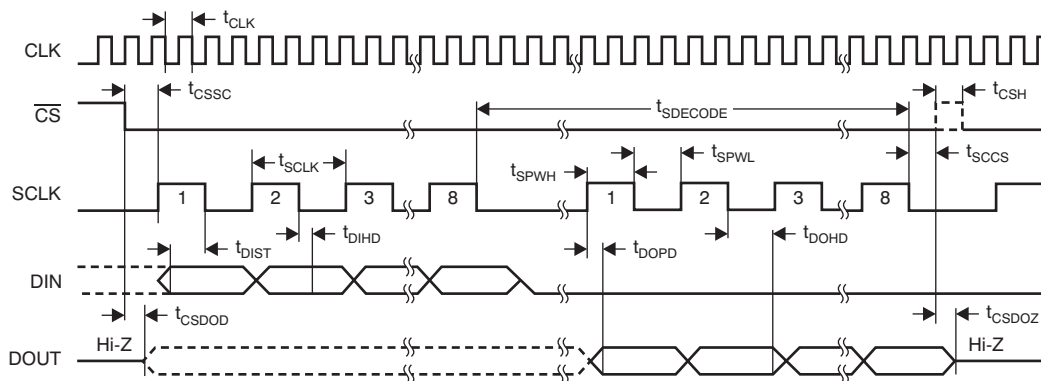 tCLK
CLK
tCSSC
tCSH
CS
tSDECODE
tSCLK
tSPWH
tSPWL
tSCCS
SCLK
1 2 3 8 1 2 3 8
tDIST
tDIHD
tDOPD
tDOHD
DIN
tCSDOD
tCSDOZ
Hi-Z
Hi-Z
DOUT